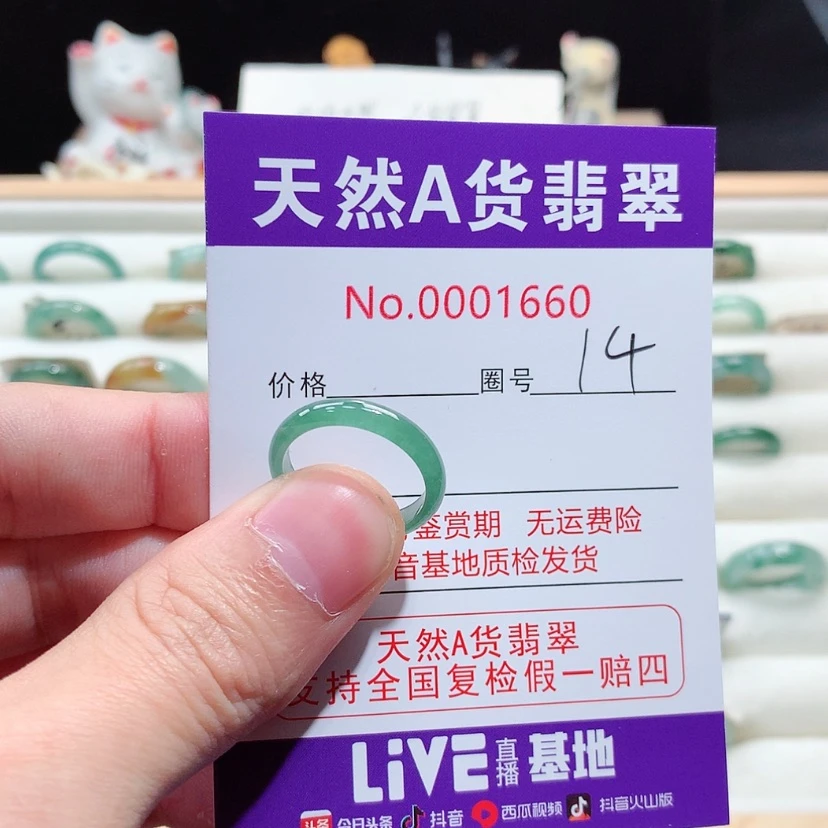 天然A货翡翠
No.0001660
价格 圈号 14
鉴赏期 无运费险
音基地质检发货
天然A货翡翠
支持全国复检假一赔四
LiVE直播基地
头条 今日头条 抖音 西瓜视频 抖音火山版